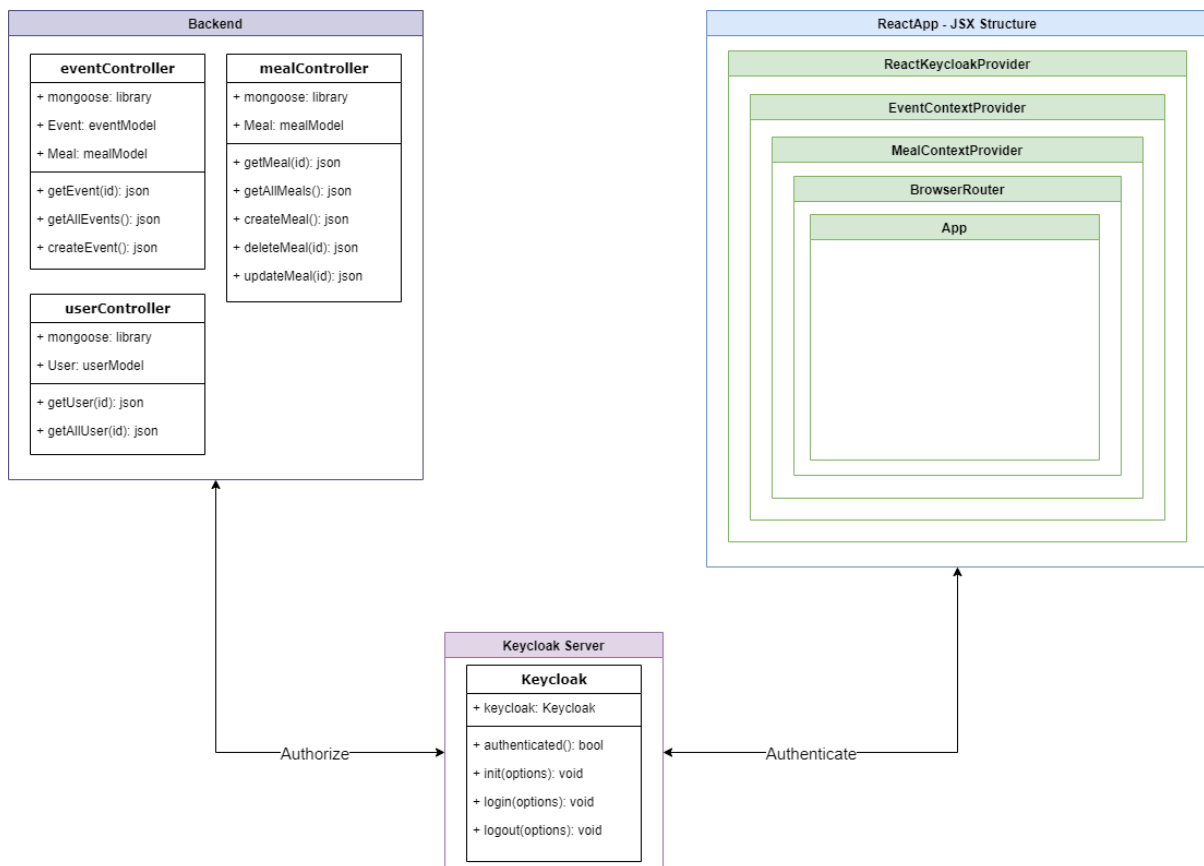 Backend
eventController
+ mongoose: library
+ Event: eventModel
+ Meal: mealModel
+ getEvent(id): json
+ getAllEvents(): json
+ createEvent(): json
mealController
+ mongoose: library
+ Meal: mealModel
+ getMeal(id): json
+ getAllMeals(): json
+ createMeal(): json
+ deleteMeal(id): json
+ updateMeal(id): json
userController
+ mongoose: library
+ User: userModel
+ getUser(id): json
+ getAllUser(id): json
ReactApp - JSX Structure
ReactKeycloakProvider
EventContextProvider
MealContextProvider
BrowserRouter
App
Authorize
Keycloak Server
Keycloak
+ keycloak: Keycloak
+ authenticated(): bool
+ init(options): void
+ login(options): void
+ logout(options): void
Authenticate